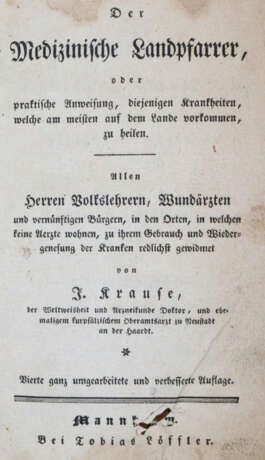 Der
Medizinische Landpfarrer,
oder
praktische Anweisung, diejenigen Krankheiten,
welche am meisten auf dem Lande vorkommen,
zu heilen.
Allen
Herren Volkslehrern, Wundärzten
und vernünftigen Bürgern, in den Orten, in welchen
keine Aerzte wohnen, zu ihrem Gebrauch und Wieder-
genesung der Kranken redlichst gewidmet
von
J. Krause,
der Weltweisheit und Arzneikunde Doktor, und ehe-
maligem kurpfälzischem Oberamtsarzt zu Neustadt
an der Haardt.
*
Vierte ganz umgearbeitete und verbesserte Auflage.
Bei Tobias Löffler.